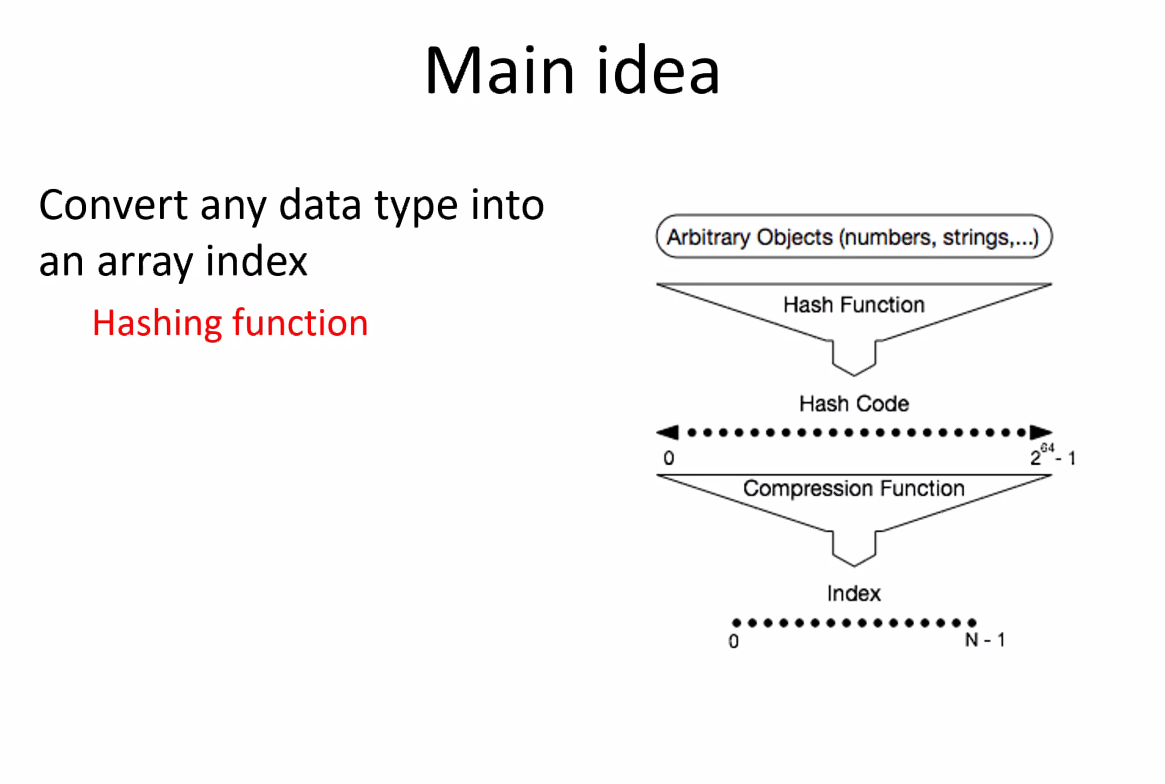 Main idea
Convert any data type into
an array index
Hashing function
Arbitrary Objects (numbers, strings,...)
Hash Function
Hash Code
0
2^64 - 1
Compression Function
Index
0
N - 1